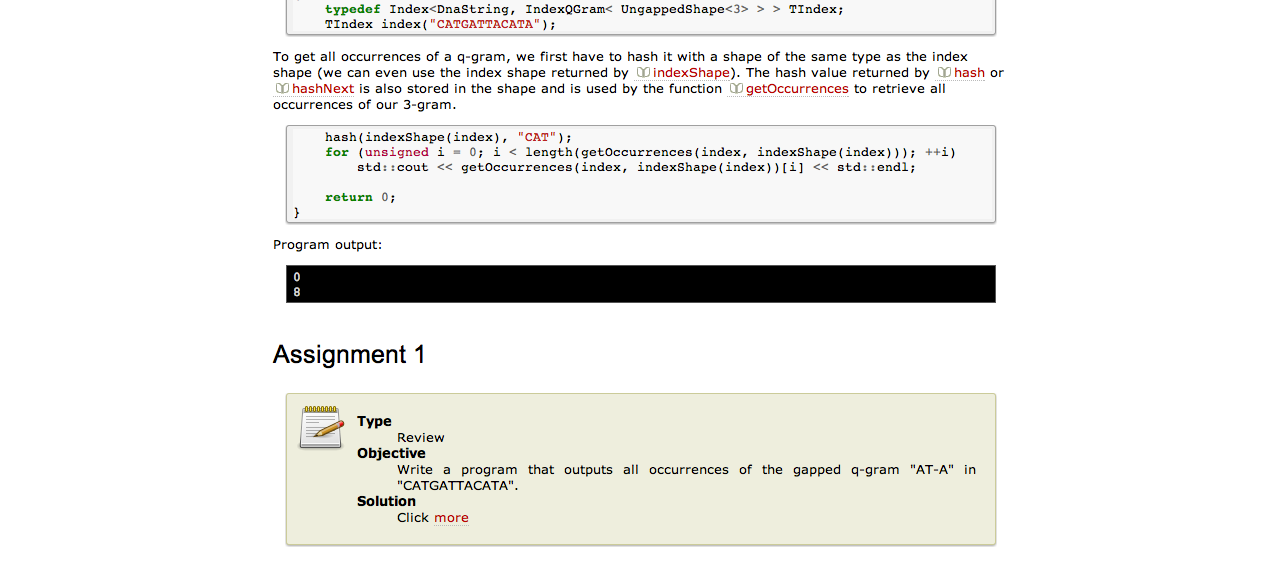 typedef Index<DnaString, IndexQGram< UngappedShape<3> > > TIndex;
TIndex index("CATGATTACATA");
To get all occurrences of a q-gram, we first have to hash it with a shape of the same type as the index
shape (we can even use the index shape returned by indexShape). The hash value returned by hash or
hashNext is also stored in the shape and is used by the function getOccurrences to retrieve all
occurrences of our 3-gram.
hash(indexShape(index), "CAT");
for (unsigned i = 0; i < length(getOccurrences(index, indexShape(index))); ++i)
std::cout << getOccurrences(index, indexShape(index))[i] << std::endl;
return 0;
}
Program output:
0
8
Assignment 1
Type
Review
Objective
Write a program that outputs all occurrences of the gapped q-gram "AT-A" in
"CATGATTACATA".
Solution
Click more